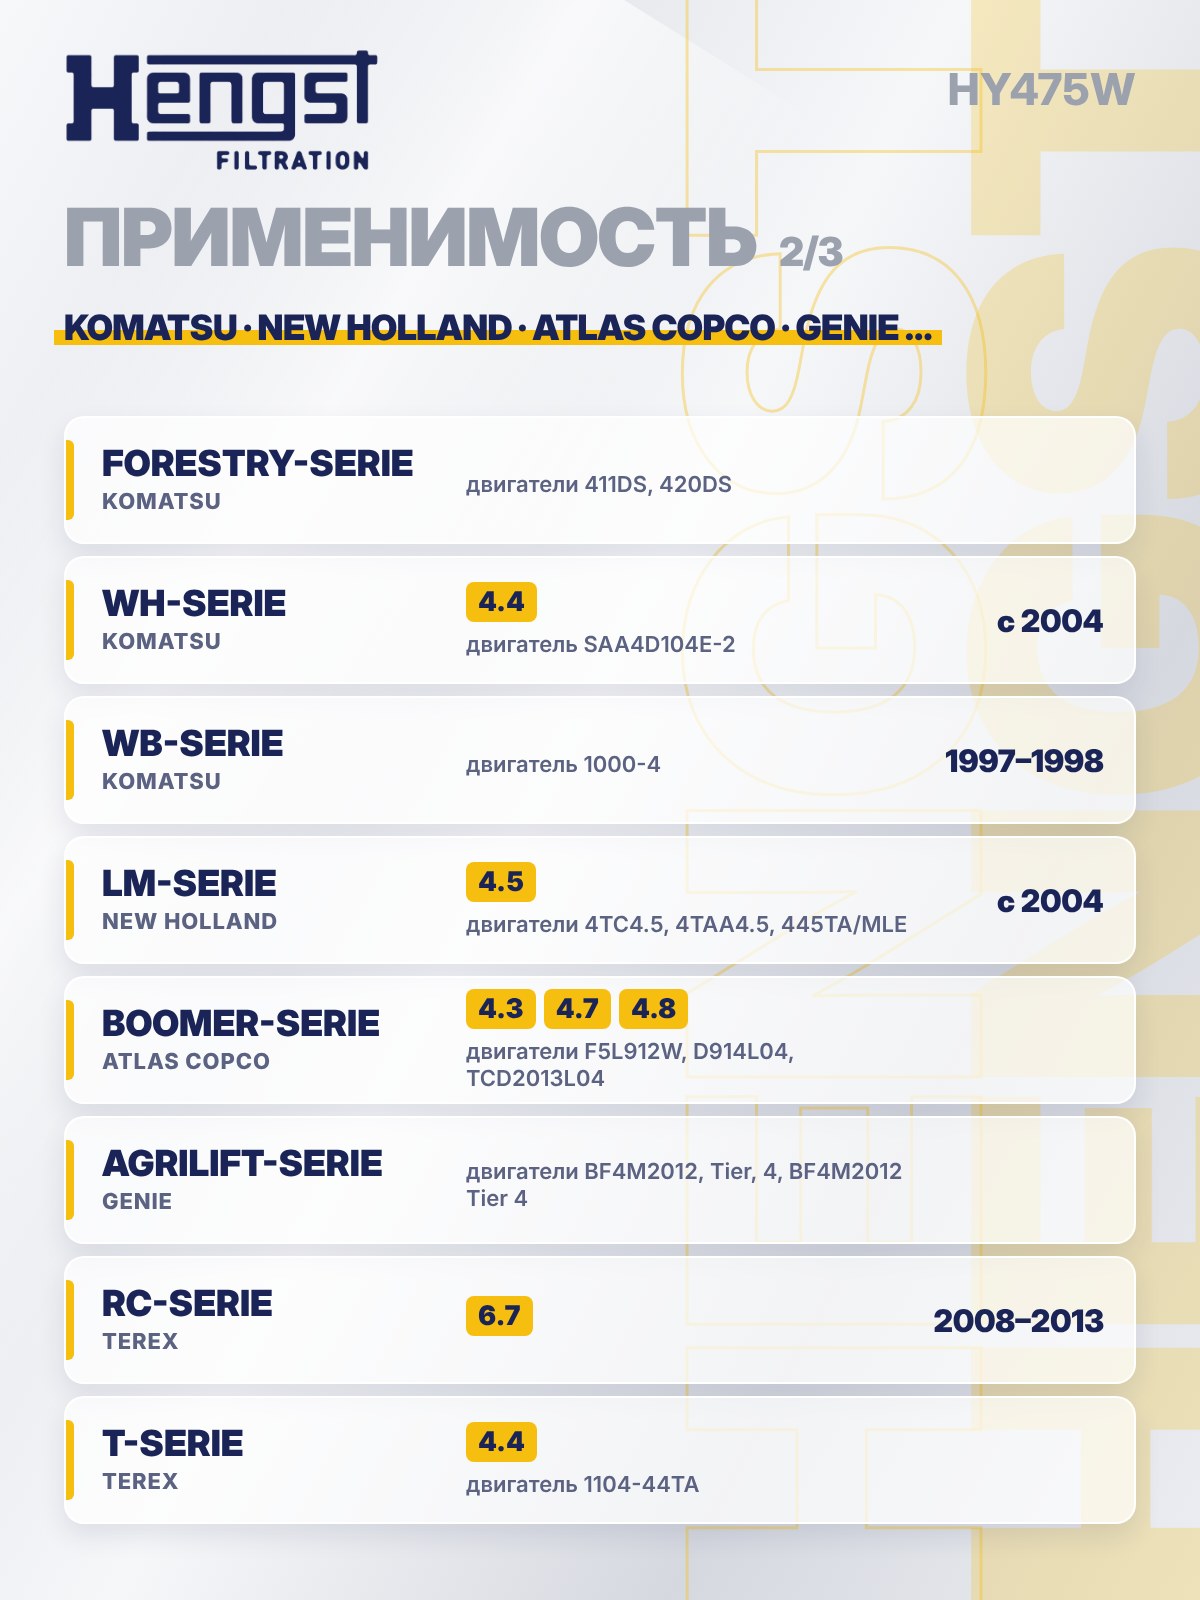 Hengst
FILTRATION
HY475W
ПРИМЕНИМОСТЬ 2/3
KOMATSU · NEW HOLLAND · ATLAS COPCO · GENIE ...
FORESTRY-SERIE
KOMATSU
двигатели 411DS, 420DS
WH-SERIE
KOMATSU
4.4
двигатель SAA4D104E-2
с 2004
WB-SERIE
KOMATSU
двигатель 1000-4
1997–1998
LM-SERIE
NEW HOLLAND
4.5
двигатели 4TC4.5, 4TAA4.5, 445TA/MLE
с 2004
BOOMER-SERIE
ATLAS COPCO
4.3 4.7 4.8
двигатели F5L912W, D914L04,
TCD2013L04
AGRILIFT-SERIE
GENIE
двигатели BF4M2012, Tier, 4, BF4M2012
Tier 4
RC-SERIE
TEREX
6.7
2008–2013
T-SERIE
TEREX
4.4
двигатель 1104-44TA
HENGST
HENGST